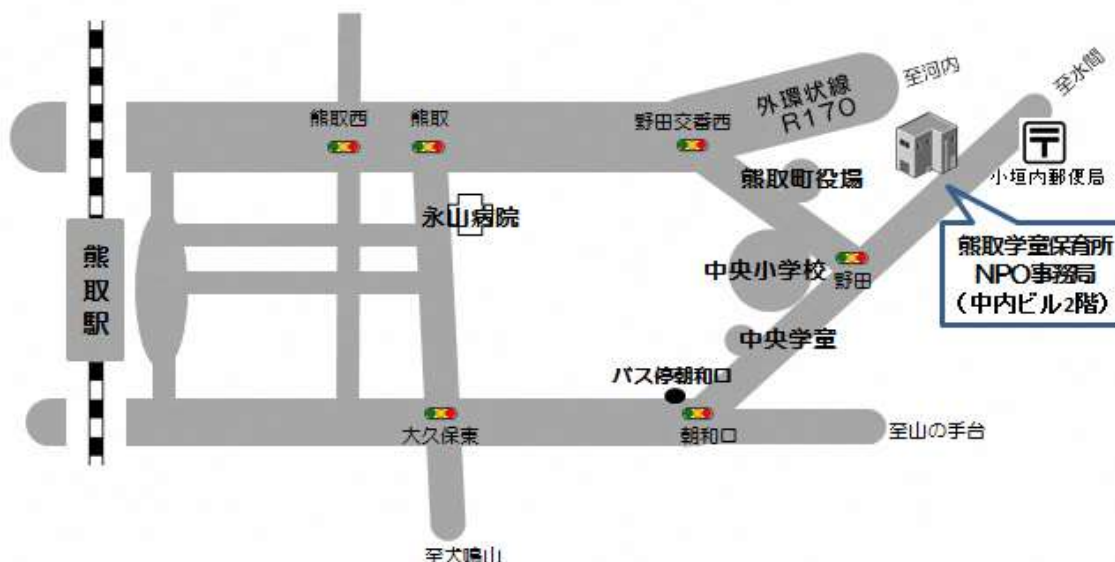 至河内
至水間
外環状線
R170
熊取西
熊取
野田交番西
小垣内郵便局
熊取町役場
永山病院
熊取学童保育所
NPO事務局
(中内ビル2階)
熊取駅
中央小学校
野田
中央学童
バス停朝和口
大久保東
朝和口
至山の手台
至犬鳴山